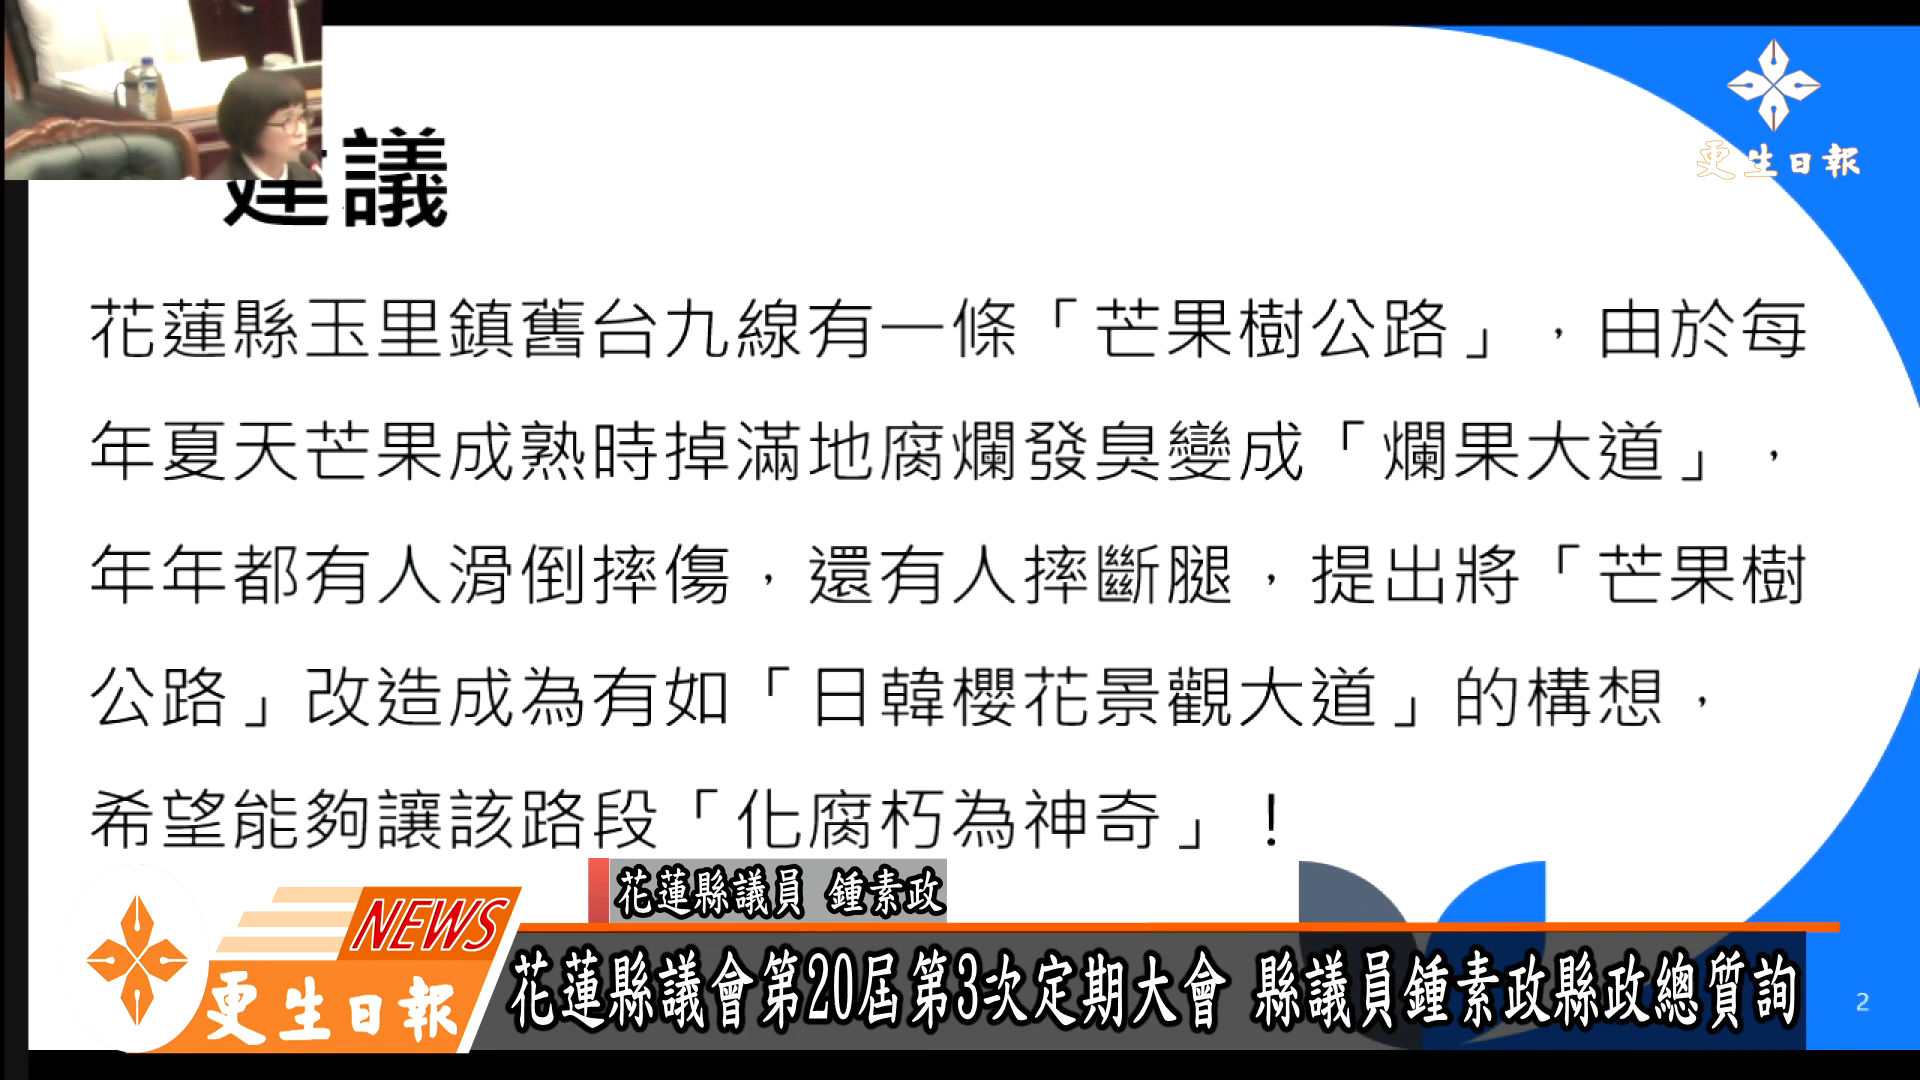 建議
更生日報
花蓮縣玉里鎮舊台九線有一條「芒果樹公路」，由於每
年夏天芒果成熟時掉滿地腐爛發臭變成「爛果大道」，
年年都有人滑倒摔傷，還有人摔斷腿，提出將「芒果樹
公路」改造成為有如「日韓櫻花景觀大道」的構想，
希望能夠讓該路段「化腐朽為神奇」！
花蓮縣議員 鍾素政
NEWS
更生日報
花蓮縣議會第20屆第3次定期大會 縣議員鍾素政縣政總質詢
2